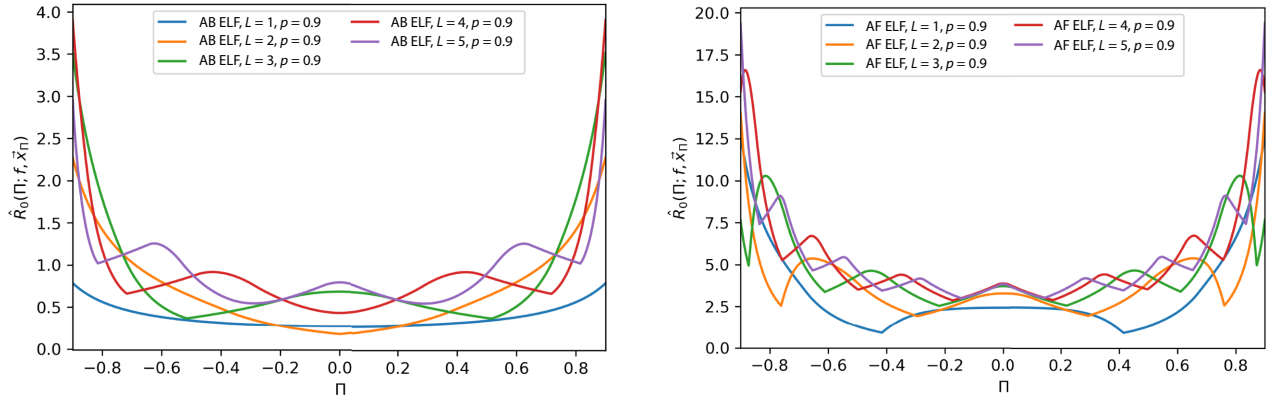 4.0
3.5
3.0
2.5
2.0
1.5
1.0
0.5
0.0
R̂₀(Π; f, x⃗_Π)
AB ELF, L = 1, p = 0.9
AB ELF, L = 2, p = 0.9
AB ELF, L = 3, p = 0.9
AB ELF, L = 4, p = 0.9
AB ELF, L = 5, p = 0.9
−0.8 −0.6 −0.4 −0.2 0.0 0.2 0.4 0.6 0.8
Π
20.0
17.5
15.0
12.5
10.0
7.5
5.0
2.5
0.0
R̂₀(Π; f, x⃗_Π)
AF ELF, L = 1, p = 0.9
AF ELF, L = 2, p = 0.9
AF ELF, L = 3, p = 0.9
AF ELF, L = 4, p = 0.9
AF ELF, L = 5, p = 0.9
−0.8 −0.6 −0.4 −0.2 0.0 0.2 0.4 0.6 0.8
Π